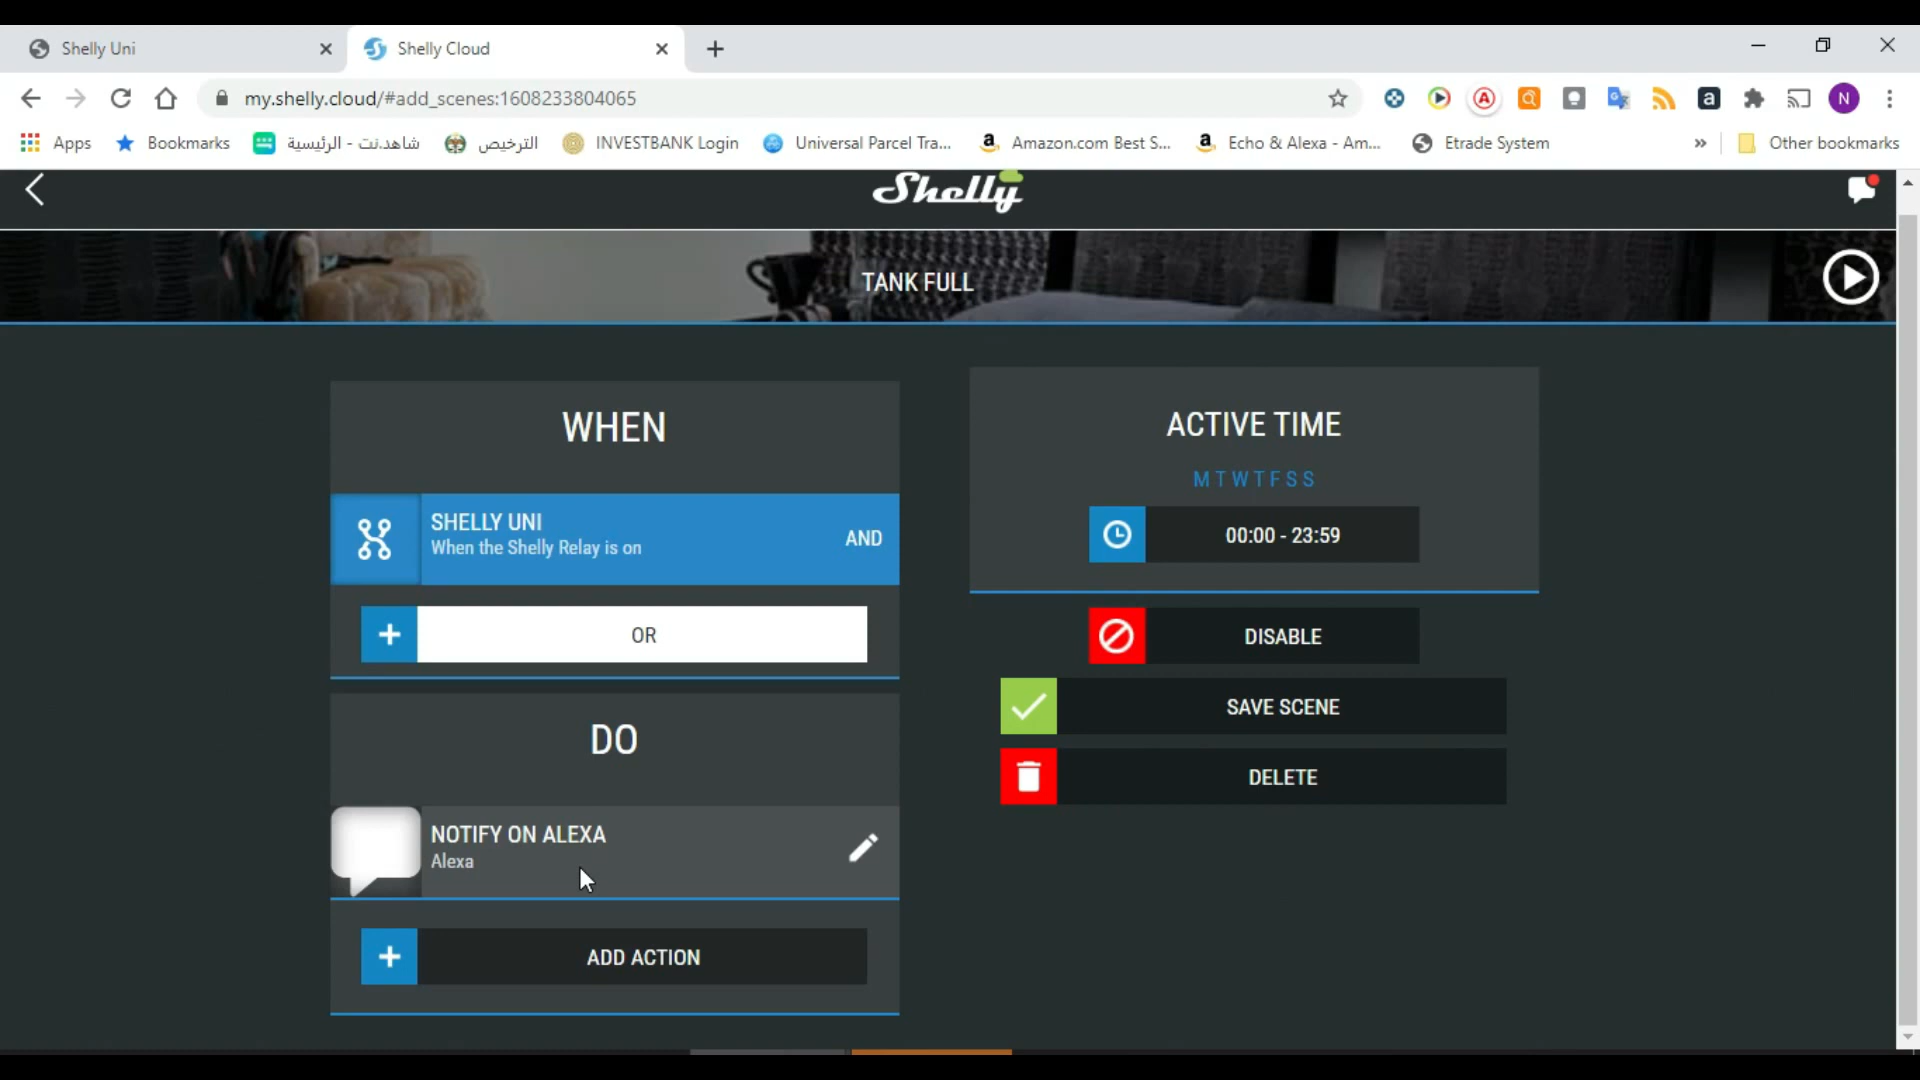 Shelly Uni
Shelly Cloud
my.shelly.cloud/#add_scenes:1608233804065
N
Apps
Bookmarks
شاهد.نت - الرئيسية
الترخيص
INVESTBANK Login
Universal Parcel Tra...
Amazon.com Best S...
Echo & Alexa - Am...
Etrade System
»
Other bookmarks
Shelly
TANK FULL
WHEN
SHELLY UNI
When the Shelly Relay is on
AND
+ OR
DO
NOTIFY ON ALEXA
Alexa
+ ADD ACTION
ACTIVE TIME
M T W T F S S
00:00 - 23:59
DISABLE
SAVE SCENE
DELETE